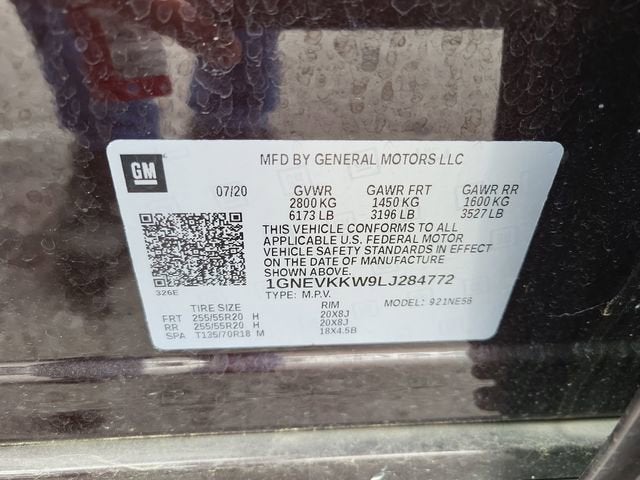 GM
MFD BY GENERAL MOTORS LLC
07/20 GVWR GAWR FRT GAWR RR
2800 KG 1450 KG 1600 KG
6173 LB 3196 LB 3527 LB
THIS VEHICLE CONFORMS TO ALL
APPLICABLE U.S. FEDERAL MOTOR
VEHICLE SAFETY STANDARDS IN EFFECT
ON THE DATE OF MANUFACTURE
SHOWN ABOVE.
326E
1GNEVKKW9LJ284772
TYPE: M.P.V. MODEL: 921NE56
TIRE SIZE RIM
FRT 255/55R20 H 20X8J
RR 255/55R20 H 20X8J
SPA T135/70R18 M 18X4.5B